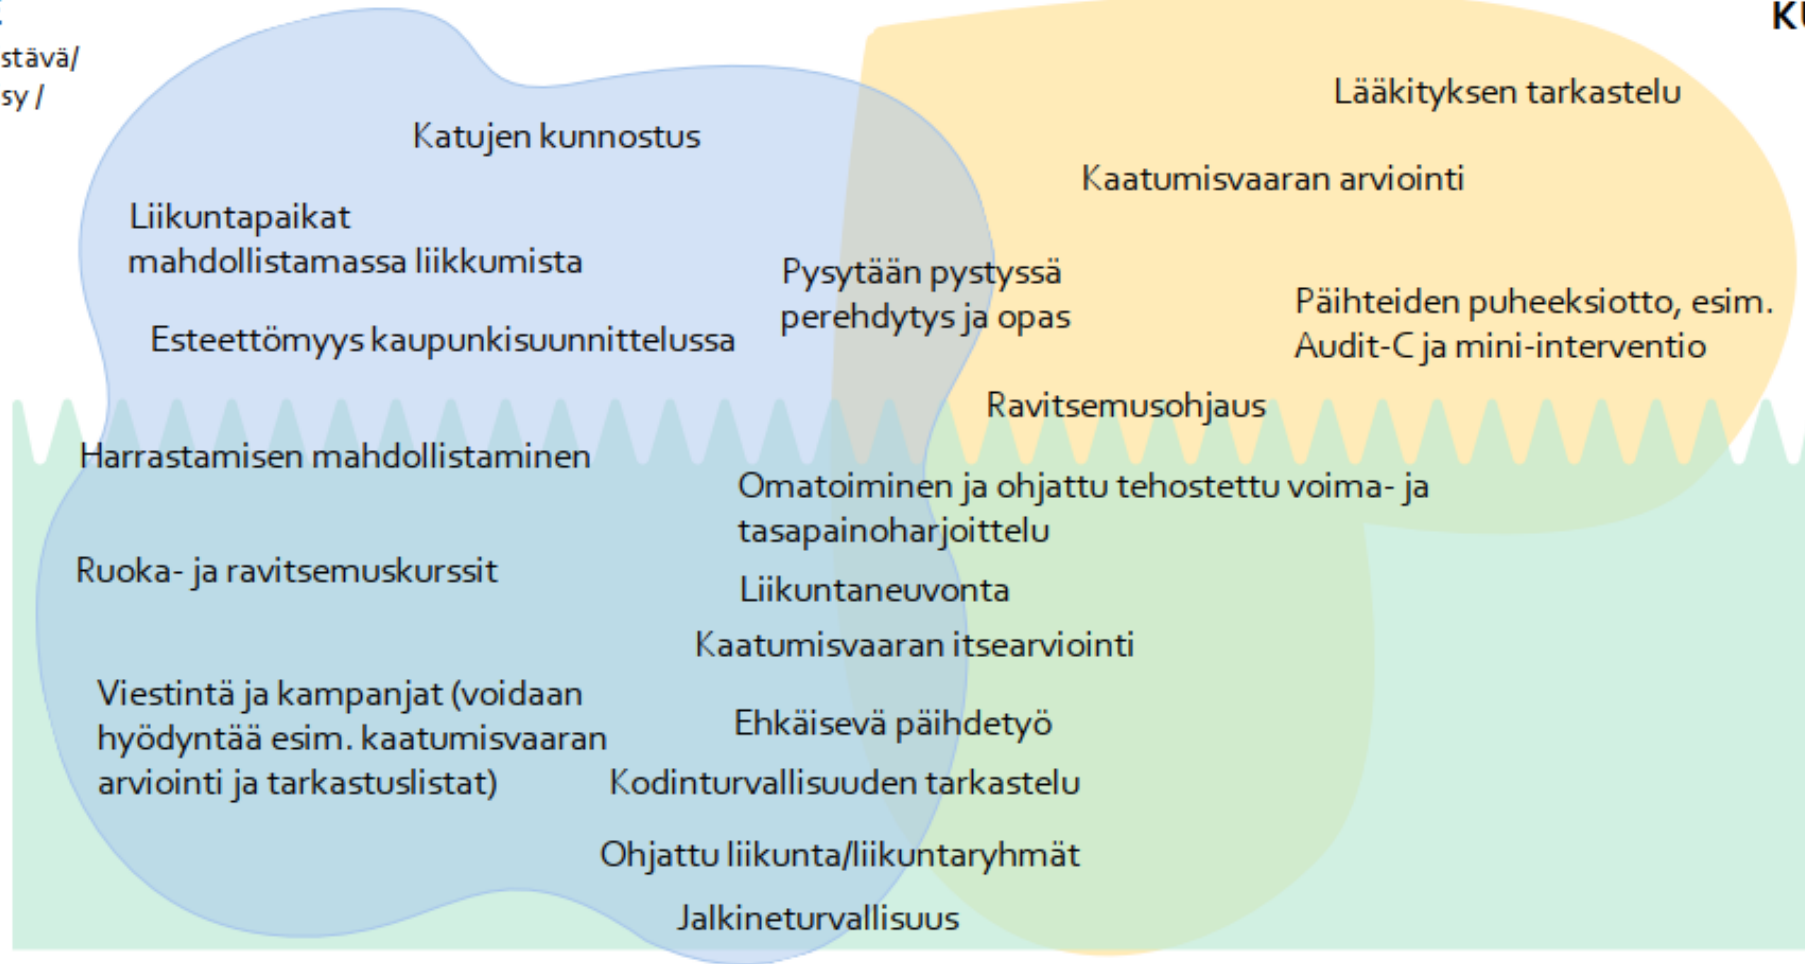 stävä/
sy /
KU
Lääkityksen tarkastelu
Katujen kunnostus
Kaatumisvaaran arviointi
Liikuntapaikat
mahdollistamassa liikkumista
Pysytään pystyssä
perehdytys ja opas
Päihteiden puheeksiotto, esim.
Audit-C ja mini-interventio
Esteettömyys kaupunkisuunnittelussa
Ravitsemusohjaus
Harrastamisen mahdollistaminen
Omatoiminen ja ohjattu tehostettu voima- ja
tasapainoharjoittelu
Ruoka- ja ravitsemuskurssit
Liikuntaneuvonta
Kaatumisvaaran itsearviointi
Viestintä ja kampanjat (voidaan
hyödyntää esim. kaatumisvaaran
arviointi ja tarkastuslistat)
Ehkäisevä päihdetyö
Kodinturvallisuuden tarkastelu
Ohjattu liikunta/liikuntaryhmät
Jalkineturvallisuus